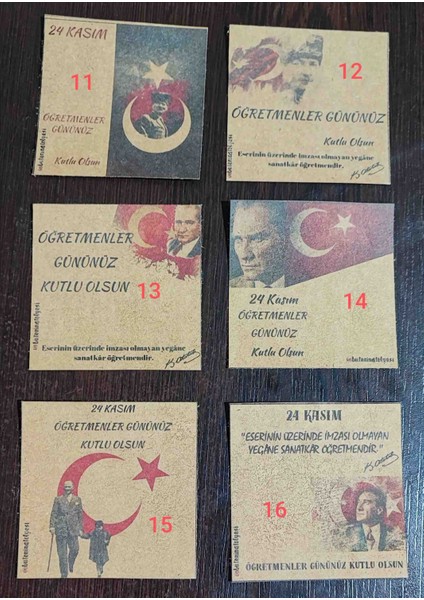 24 KASIM
11
ÖĞRETMENLER
GÜNÜNÜZ
Kutlu Olsun
12
ÖĞRETMENLER GÜNÜNÜZ
Kutlu Olsun
Eserinin üzerinde imzası olmayan yegâne
sanatkâr öğretmendir.
ÖĞRETMENLER
GÜNÜNÜZ
KUTLU OLSUN
13
Eserinin üzerinde imzası olmayan yegâne
sanatkâr öğretmendir.
14
24 Kasım
ÖĞRETMENLER
GÜNÜNÜZ
Kutlu Olsun
24 KASIM
ÖĞRETMENLER GÜNÜNÜZ
KUTLU OLSUN
15
24 KASIM
"ESERİNİN ÜZERİNDE İMZASI OLMAYAN
YEGANE SANATKAR ÖĞRETMENDİR."
16
ÖĞRETMENLER GÜNÜNÜZ KUTLU OLSUN